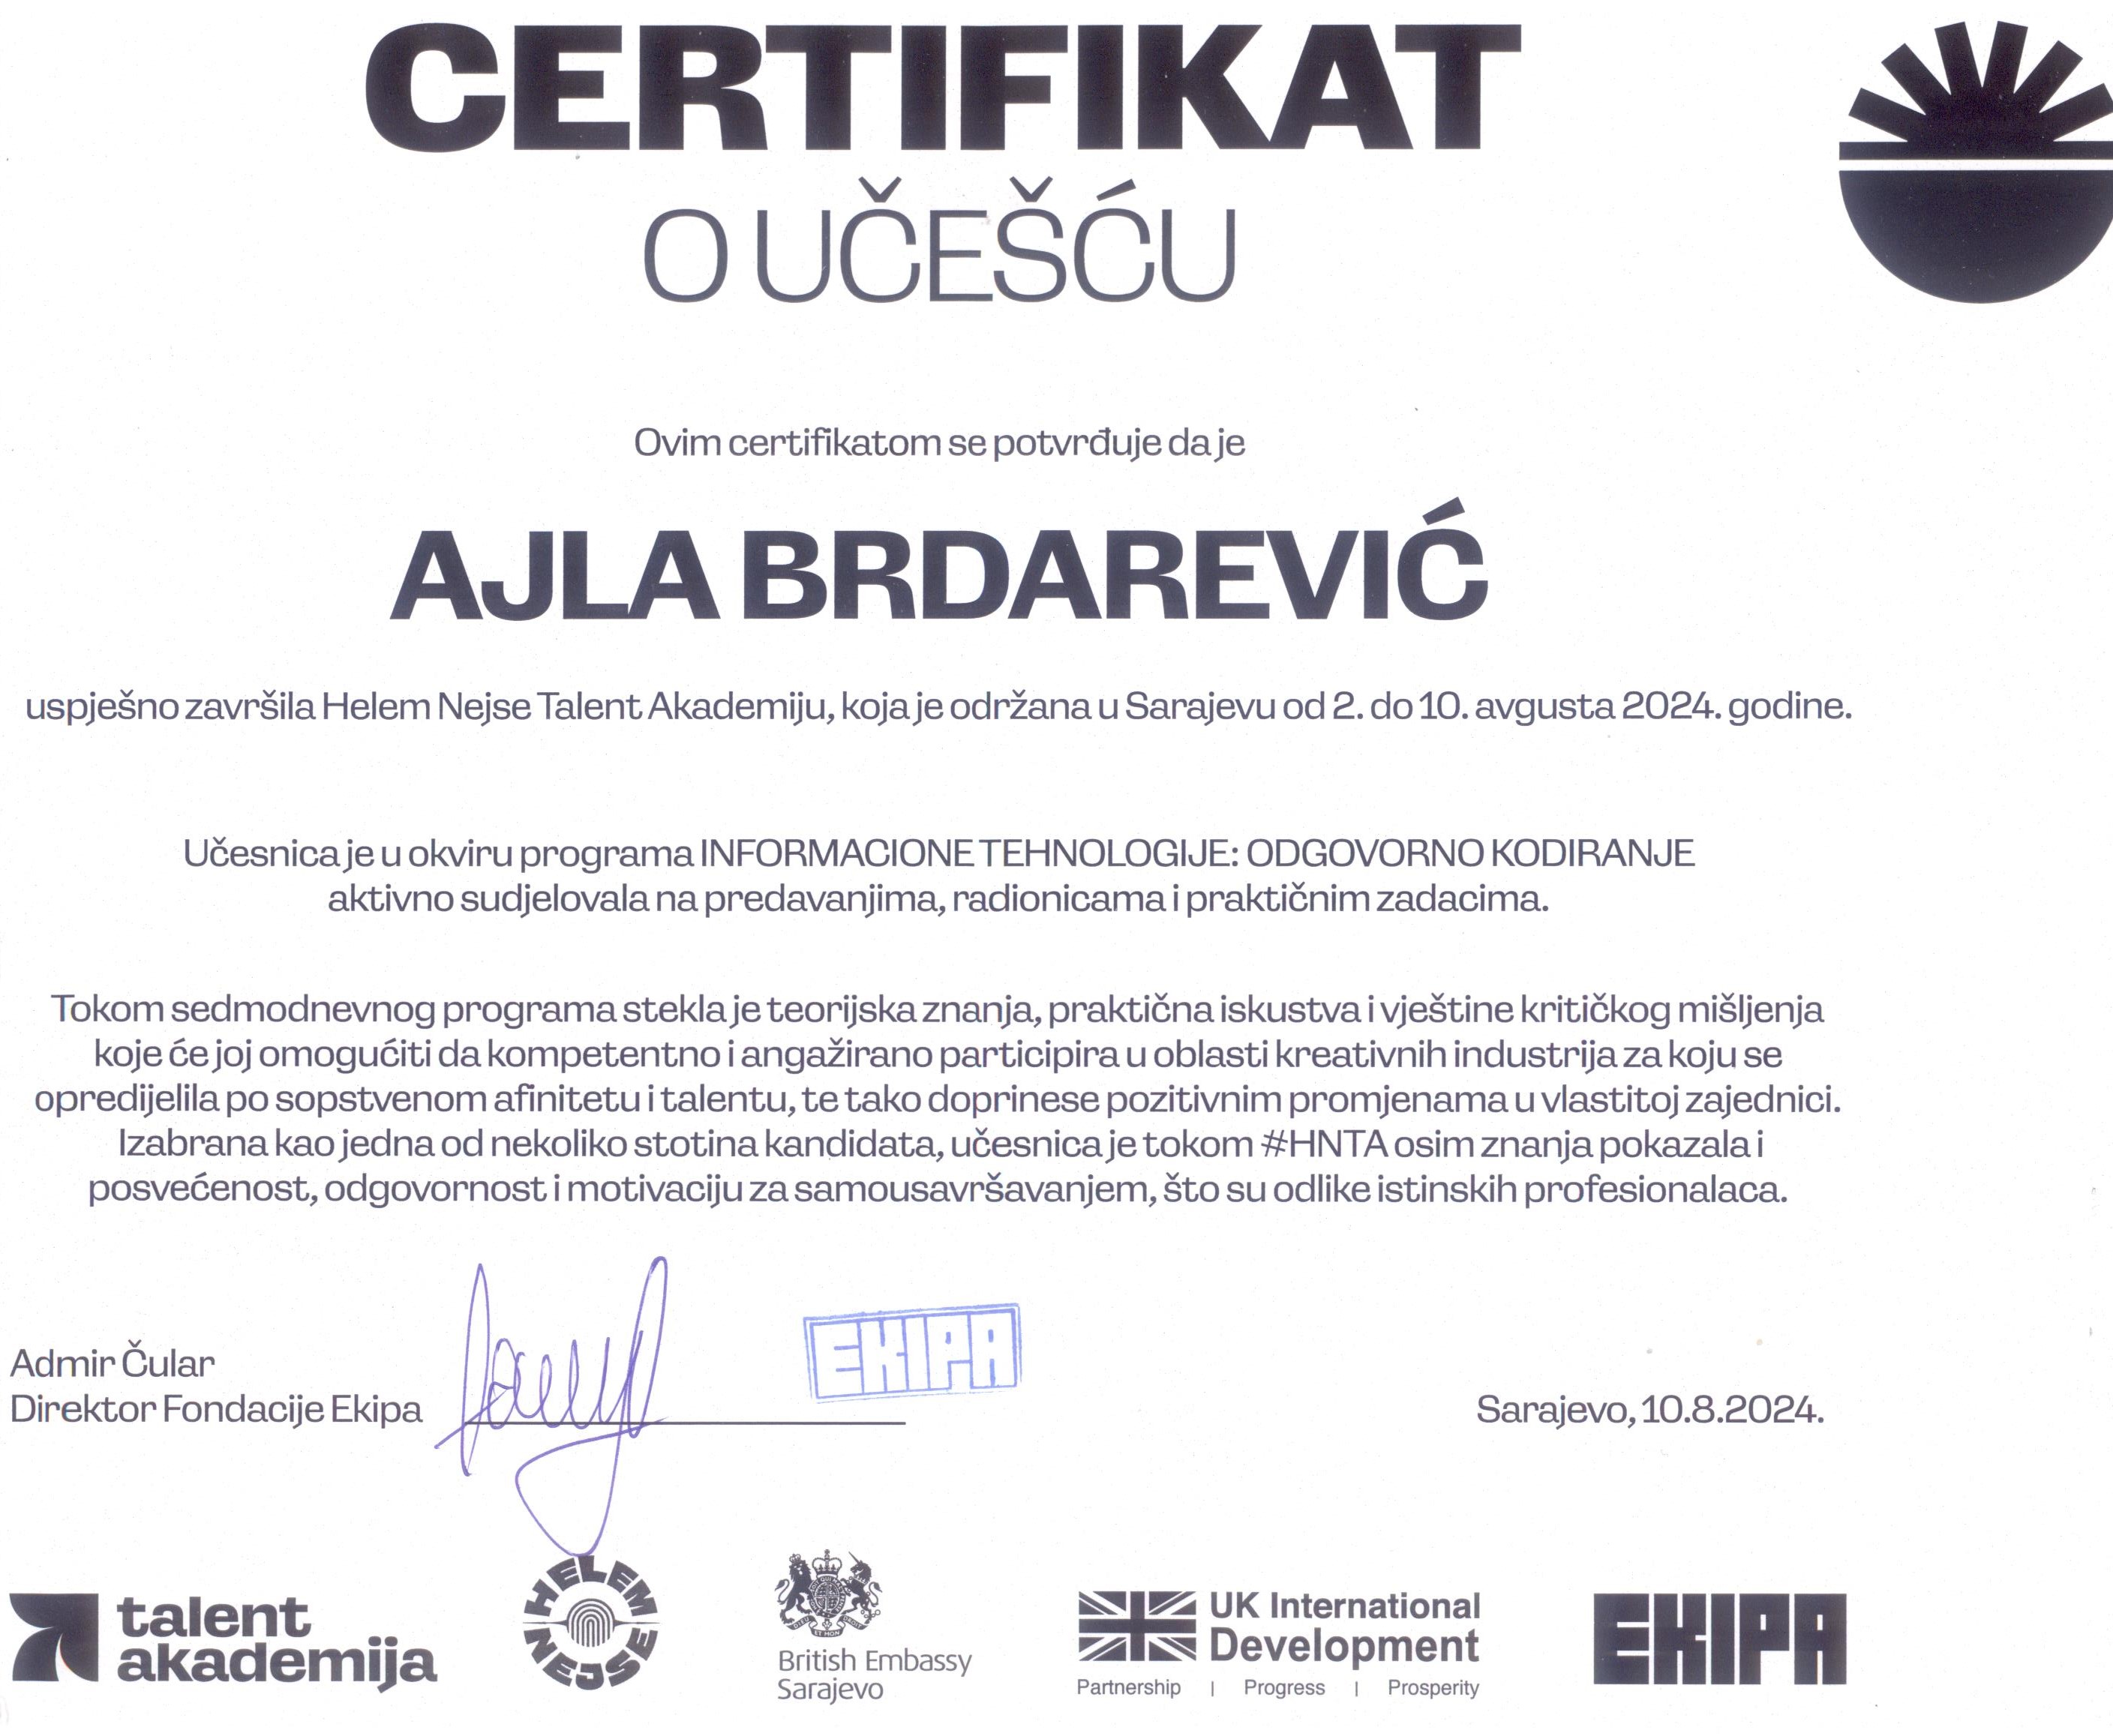 CERTIFIKAT
O UČEŠĆU
Ovim certifikatom se potvrđuje da je
AJLA BRDAREVIĆ
uspješno završila Helem Nejse Talent Akademiju, koja je održana u Sarajevu od 2. do 10. avgusta 2024. godine.
Učesnica je u okviru programa INFORMACIONE TEHNOLOGIJE: ODGOVORNO KODIRANJE
aktivno sudjelovala na predavanjima, radionicama i praktičnim zadacima.
Tokom sedmodnevnog programa stekla je teorijska znanja, praktična iskustva i vještine kritičkog mišljenja
koje će joj omogućiti da kompetentno i angažirano participira u oblasti kreativnih industrija za koju se
opredijelila po sopstvenom afinitetu i talentu, te tako doprinese pozitivnim promjenama u vlastitoj zajednici.
Izabrana kao jedna od nekoliko stotina kandidata, učesnica je tokom #HNTA osim znanja pokazala i
posvećenost, odgovornost i motivaciju za samousavršavanjem, što su odlike istinskih profesionalaca.
EKIPA
Admir Čular
Direktor Fondacije Ekipa
Sarajevo, 10.8.2024.
talent
akademija
HELEM
NEJSE
British Embassy
Sarajevo
UK International
Development
Partnership | Progress | Prosperity
EKIPA